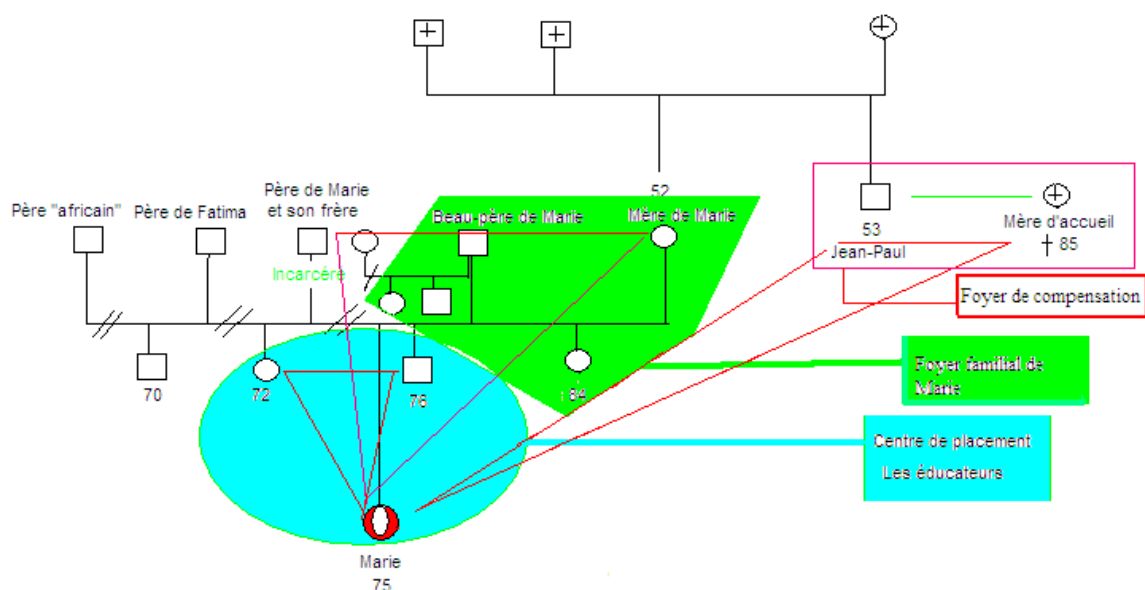 52
Père "africain"
Père de Fatima
Père de Marie
et son frère
Beau-père de Marie
Mère de Marie
53
Jean-Paul
Mère d'accueil
† 85
Incarcére
Foyer de compensation
Foyer familial de
Marie
70
72
76
84
Centre de placement
Les éducateurs
Marie
75